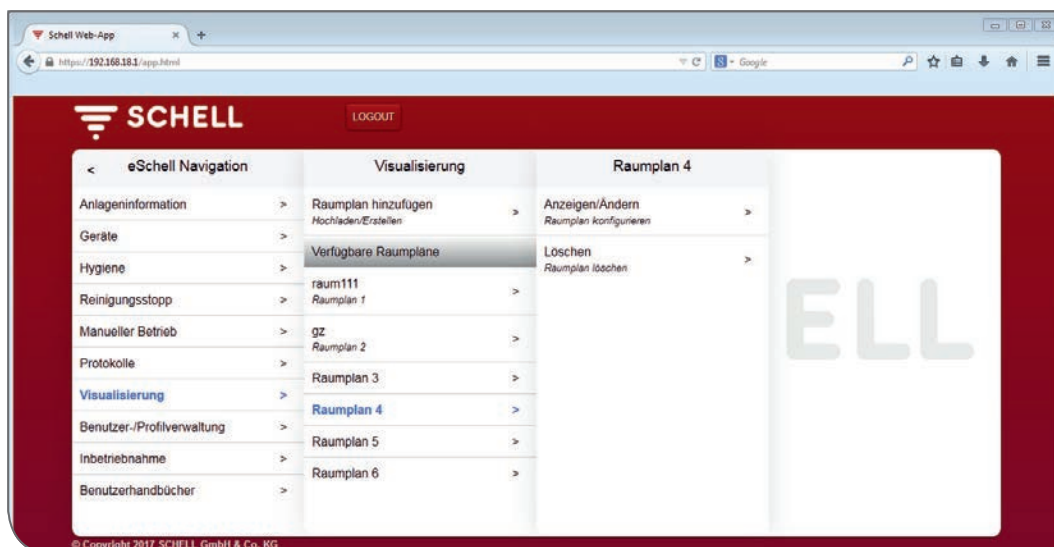 Schell Web-App
https://192.168.18.1/app.html
Google
SCHELL
LOGOUT
< eSchell Navigation
Anlageninformation >
Geräte >
Hygiene >
Reinigungsstopp >
Manueller Betrieb >
Protokolle >
Visualisierung >
Benutzer-/Profilverwaltung >
Inbetriebnahme >
Benutzerhandbücher >
Visualisierung
Raumplan hinzufügen >
Hochladen/Erstellen
Verfügbare Raumpläne
raum111 >
Raumplan 1
gz >
Raumplan 2
Raumplan 3 >
Raumplan 4 >
Raumplan 5 >
Raumplan 6 >
Raumplan 4
Anzeigen/Ändern >
Raumplan konfigurieren
Löschen >
Raumplan löschen
ELL
© Copyright 2017 SCHELL GmbH & Co. KG